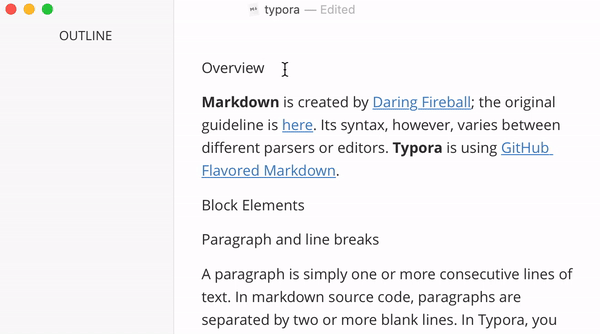 typora — Edited
OUTLINE
Overview
Markdown is created by Daring Fireball; the original
guideline is here. Its syntax, however, varies between
different parsers or editors. Typora is using GitHub
Flavored Markdown.
Block Elements
Paragraph and line breaks
A paragraph is simply one or more consecutive lines of
text. In markdown source code, paragraphs are
separated by two or more blank lines. In Typora, you